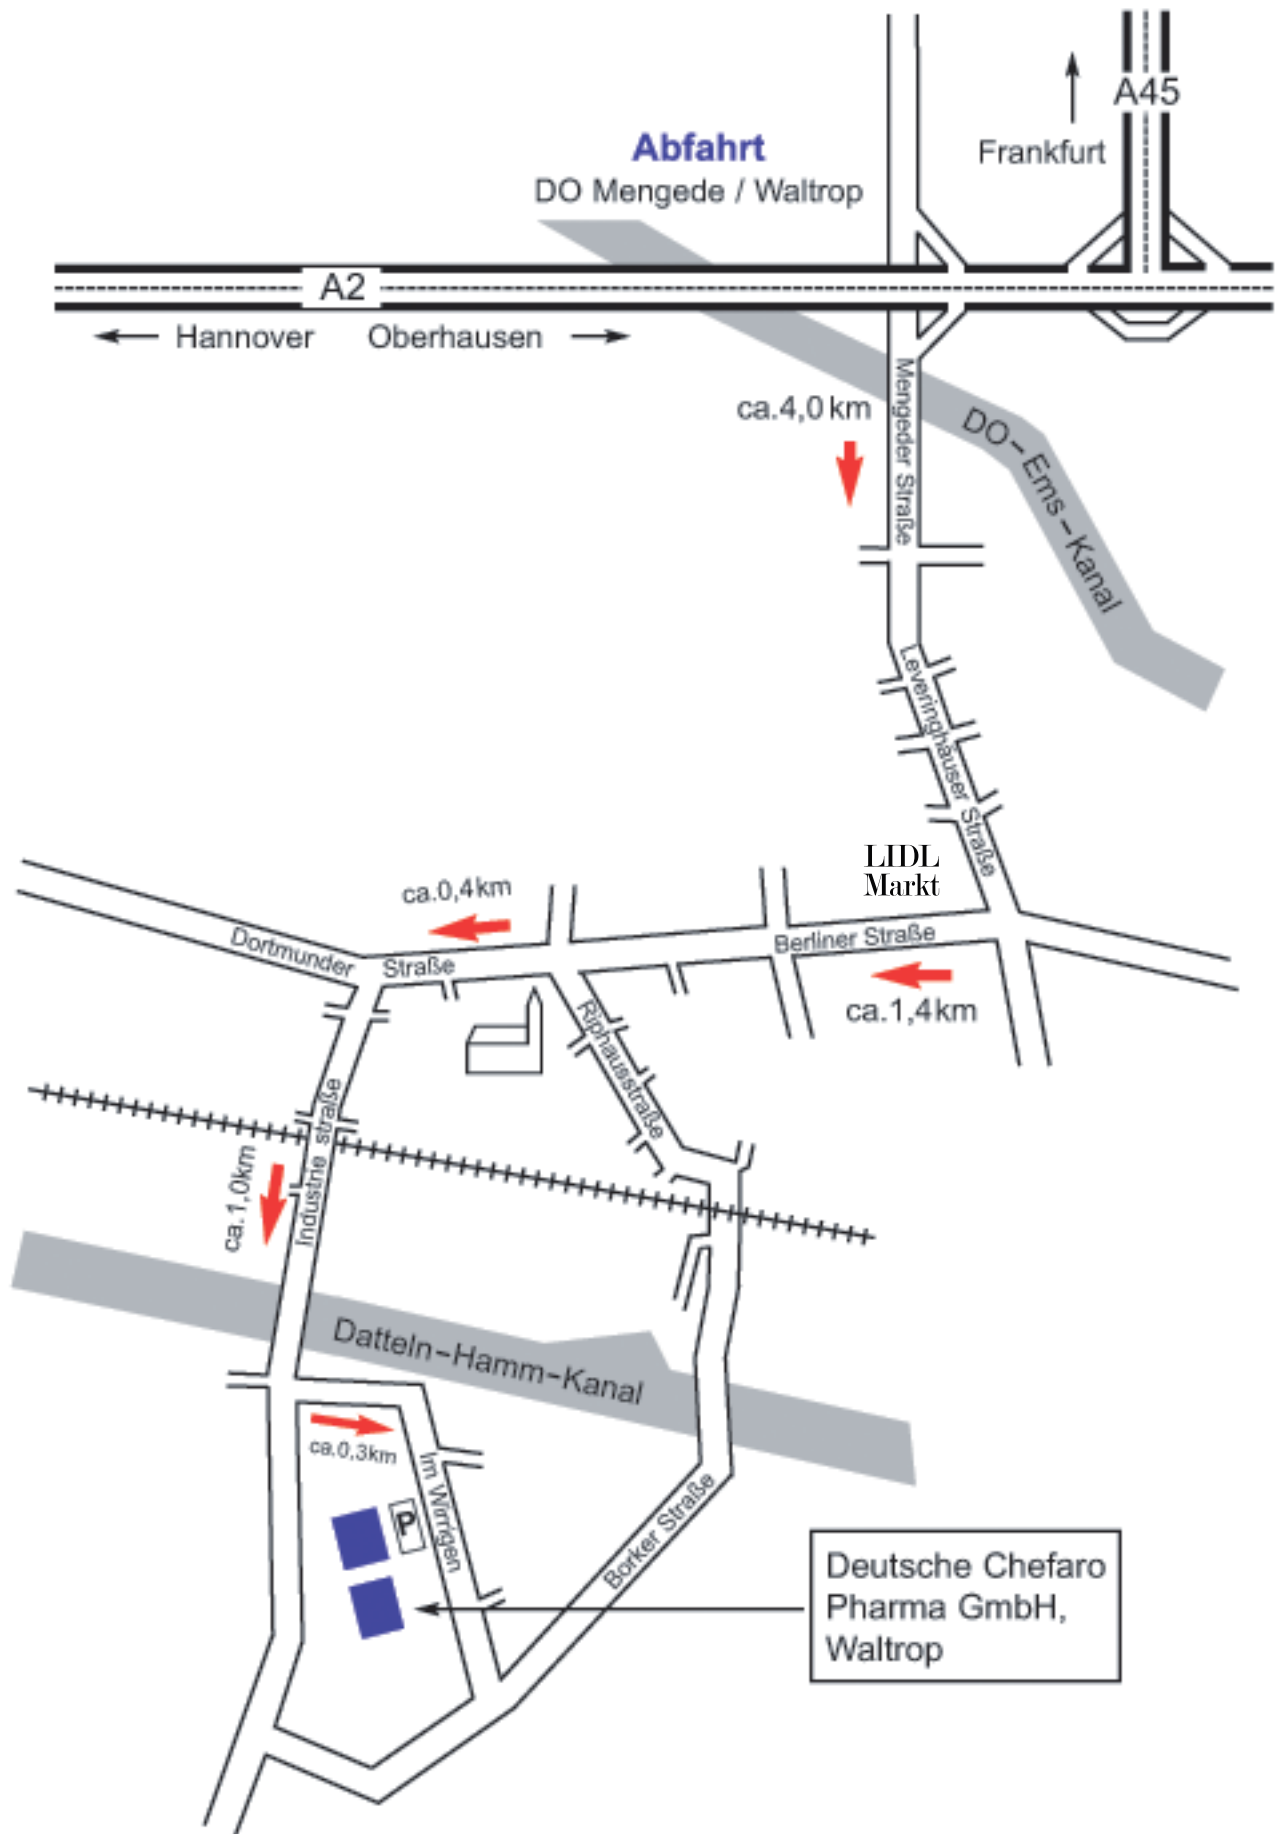 A45
Frankfurt
Abfahrt
DO Mengede / Waltrop
A2
Hannover
Oberhausen
ca.4,0 km
Mengeder Straße
DO-Ems-Kanal
Leveringhäuser Straße
LIDL
Markt
ca.0,4km
Dortmunder Straße
Berliner Straße
ca.1,4km
Riphausstraße
Industrie straße
ca.1,0km
Datteln-Hamm-Kanal
ca.0,3km
Im Wirrigen
P
Borker Straße
Deutsche Chefaro
Pharma GmbH,
Waltrop